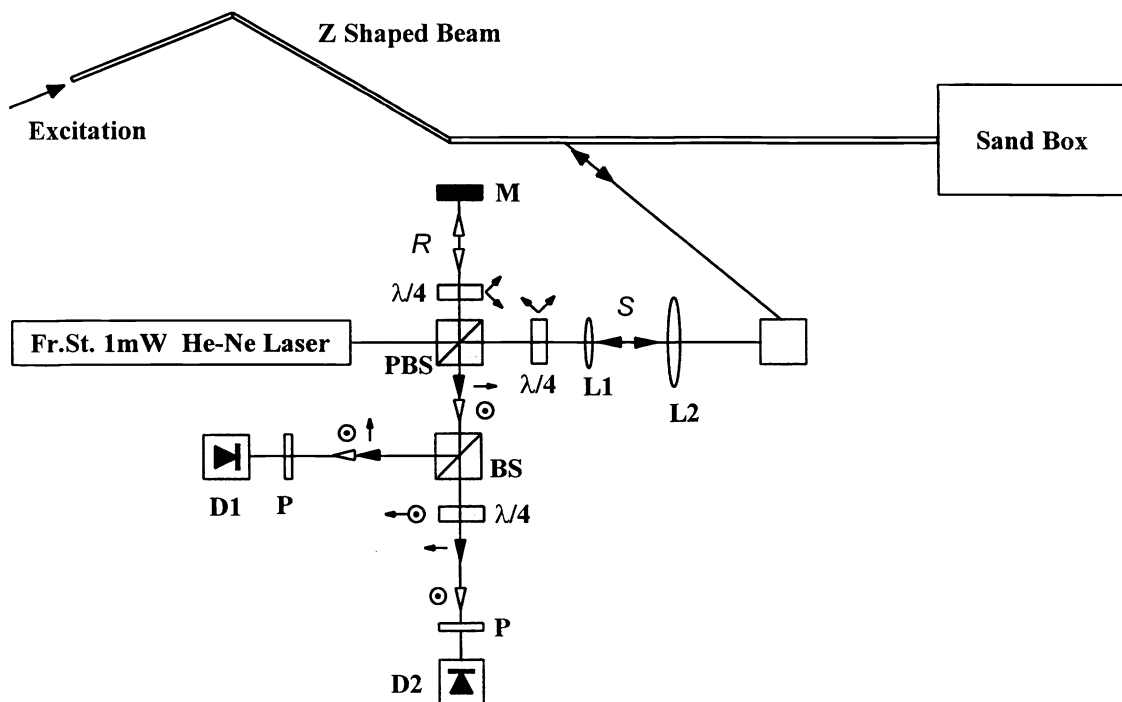 Z Shaped Beam
Excitation
Sand Box
M
R
λ/4
S
Fr.St. 1mW He-Ne Laser
PBS
λ/4
L1
L2
BS
D1
P
λ/4
P
D2